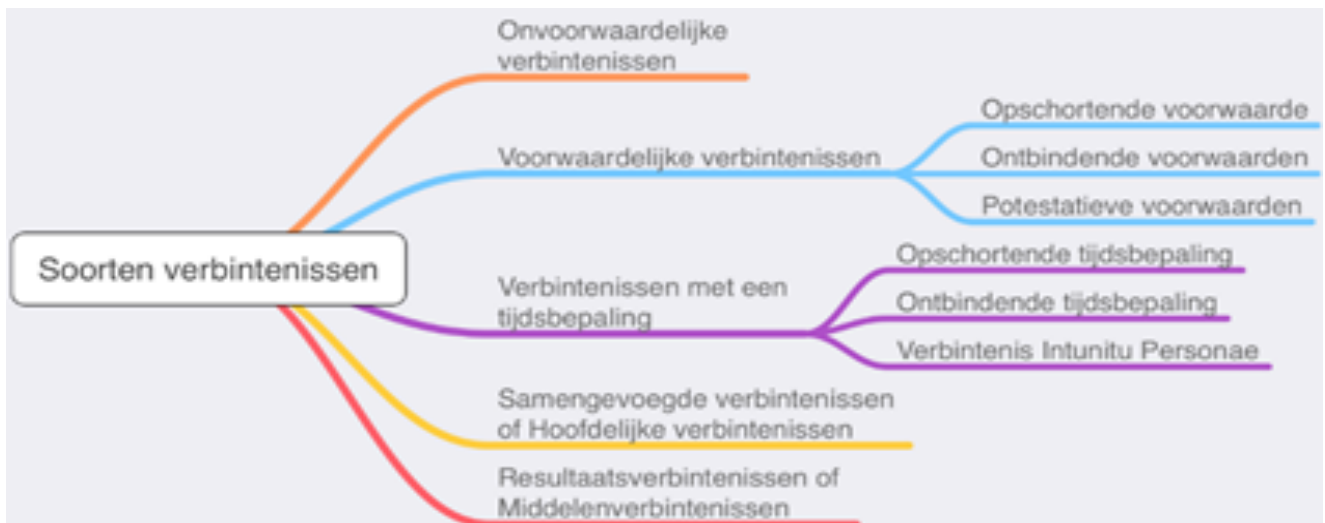 Onvoorwaardelijke
verbintenissen
Opschortende voorwaarde
Voorwaardelijke verbintenissen
Ontbindende voorwaarden
Potestatieve voorwaarden
Soorten verbintenissen
Opschortende tijdsbepaling
Verbintenissen met een
tijdsbepaling
Ontbindende tijdsbepaling
Verbintenis Intunitu Personae
Samengevoegde verbintenissen
of Hoofdelijke verbintenissen
Resultaatsverbintenissen of
Middelenverbintenissen